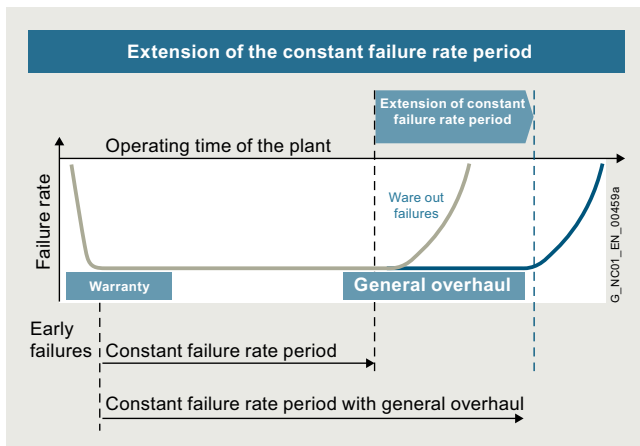 Extension of the constant failure rate period
Extension of constant
failure rate period
Operating time of the plant
Failure rate
Ware out
failures
G_NC01_EN_00459a
Warranty
General overhaul
Early
failures
Constant failure rate period
Constant failure rate period with general overhaul